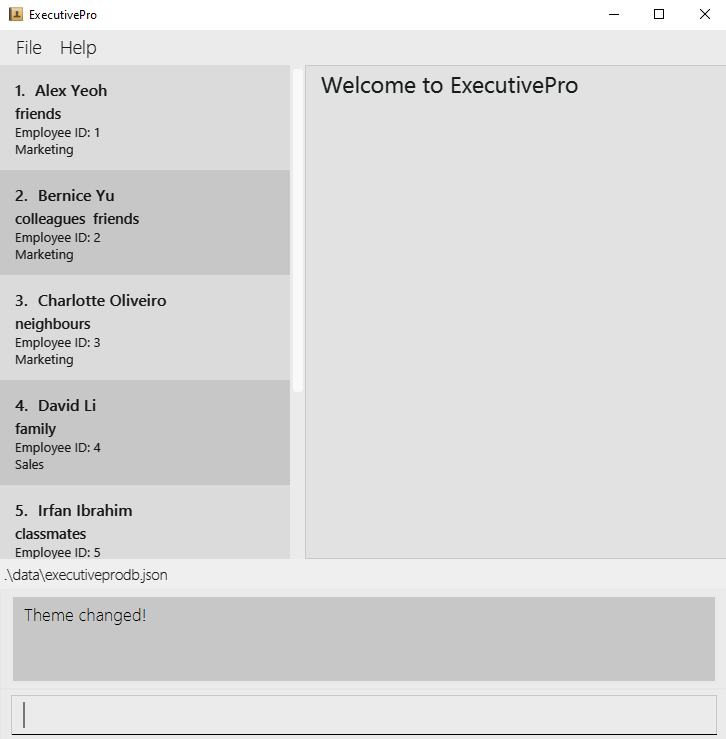 ExecutivePro
File Help
1. Alex Yeoh
friends
Employee ID: 1
Marketing
2. Bernice Yu
colleagues friends
Employee ID: 2
Marketing
3. Charlotte Oliveiro
neighbours
Employee ID: 3
Marketing
4. David Li
family
Employee ID: 4
Sales
5. Irfan Ibrahim
classmates
Employee ID: 5
Welcome to ExecutivePro
.\data\executiveprodb.json
Theme changed!